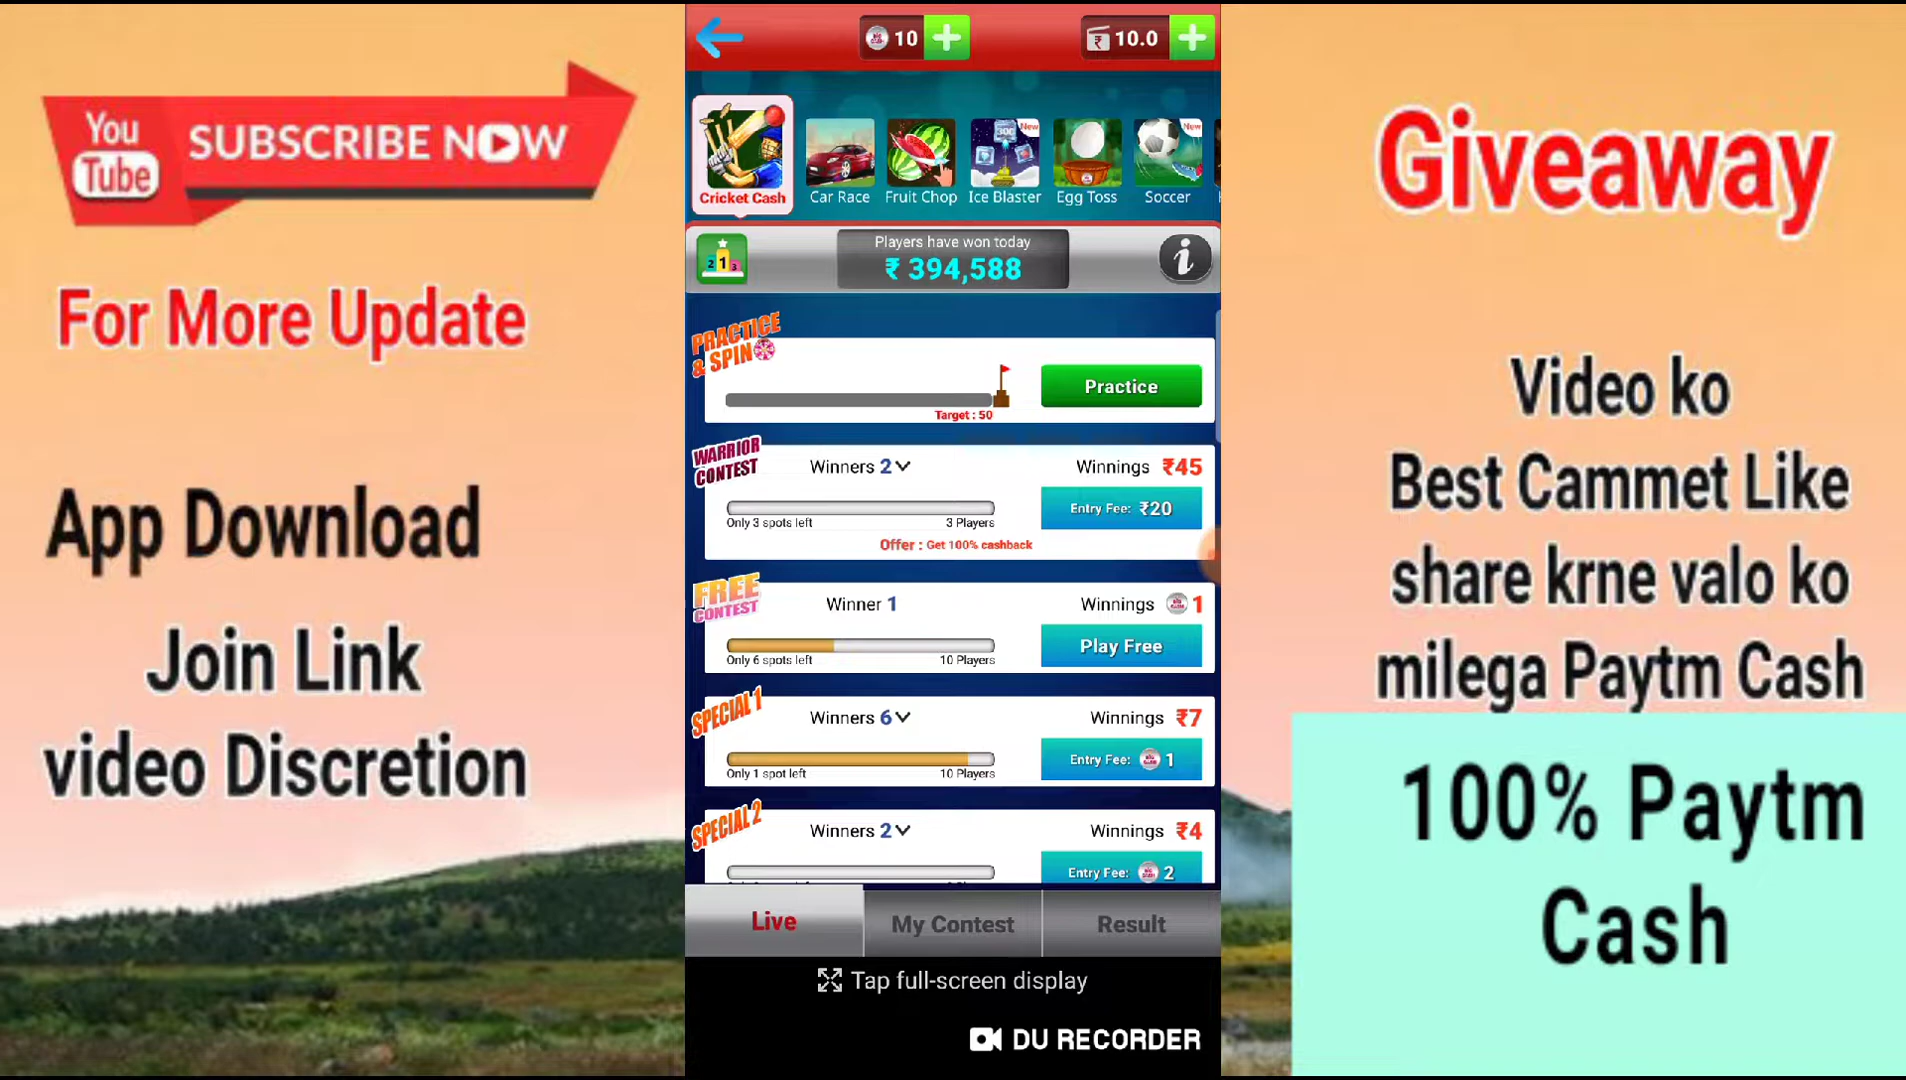 You
Tube
SUBSCRIBE NOW
For More Update
App Download
Join Link
video Discretion
10
10.0
Cricket Cash
Car Race
Fruit Chop
Ice Blaster
Egg Toss
Soccer
300
New
New
2 1 3
Players have won today
₹ 394,588
i
PRACTICE
& SPIN
Practice
Target : 50
WARRIOR
CONTEST
Winners 2
Winnings ₹45
Entry Fee: ₹20
Only 3 spots left
3 Players
Offer : Get 100% cashback
FREE
CONTEST
Winner 1
Winnings 1
Play Free
Only 6 spots left
10 Players
SPECIAL 1
Winners 6
Winnings ₹7
Entry Fee: 1
Only 1 spot left
10 Players
SPECIAL 2
Winners 2
Winnings ₹4
Entry Fee: 2
Live
My Contest
Result
Tap full-screen display
DU RECORDER
Giveaway
Video ko
Best Cammet Like
share krne valo ko
milega Paytm Cash
100% Paytm
Cash